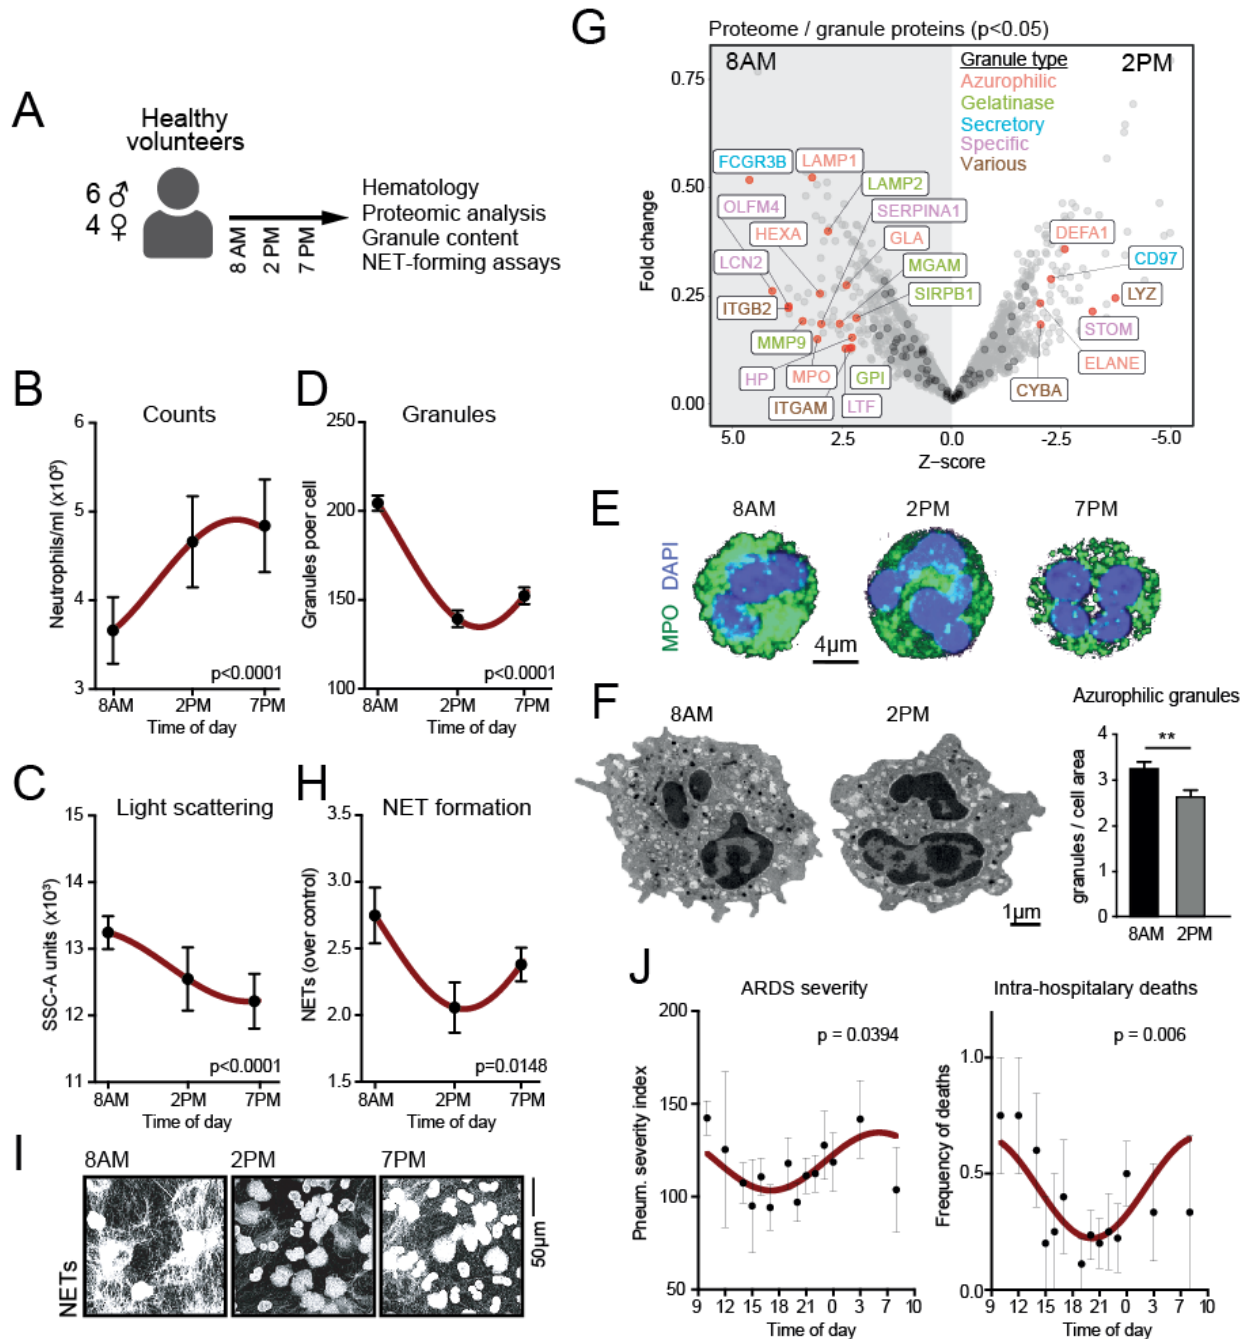 A
Healthy
volunteers
6 ♂
4 ♀
8 AM
2 PM
7 PM
Hematology
Proteomic analysis
Granule content
NET-forming assays
G
Proteome / granule proteins (p<0.05)
8AM
2PM
Granule type
Azurophilic
Gelatinase
Secretory
Specific
Various
FCGR3B
LAMP1
LAMP2
OLFM4
SERPINA1
HEXA
GLA
LCN2
MGAM
SIRPB1
ITGB2
MMP9
HP
MPO
GPI
ITGAM
LTF
DEFA1
CD97
LYZ
STOM
ELANE
CYBA
Fold change
0.75
0.50
0.25
0.00
5.0
2.5
0.0
-2.5
-5.0
Z−score
B
Counts
Neutrophils/ml (x10³)
6
5
4
3
p<0.0001
8AM
2PM
7PM
Time of day
D
Granules
Granules poer cell
250
200
150
100
p<0.0001
8AM
2PM
7PM
Time of day
E
8AM
2PM
7PM
MPO DAPI
4µm
F
8AM
2PM
1µm
Azurophilic granules
**
granules / cell area
4
3
2
1
0
8AM
2PM
C
Light scattering
SSC-A units (x10³)
15
14
13
12
11
p<0.0001
8AM
2PM
7PM
Time of day
H
NET formation
NETs (over control)
3.5
3.0
2.5
2.0
1.5
p=0.0148
8AM
2PM
7PM
Time of day
I
8AM
2PM
7PM
NETs
50µm
J
ARDS severity
p = 0.0394
Pneum. severity index
200
150
100
50
9
12
15
18
21
0
3
7
10
Time of day
Intra-hospitalary deaths
p = 0.006
Frequency of deaths
1.0
0.5
0.0
9
12
15
18
21
0
3
7
10
Time of day